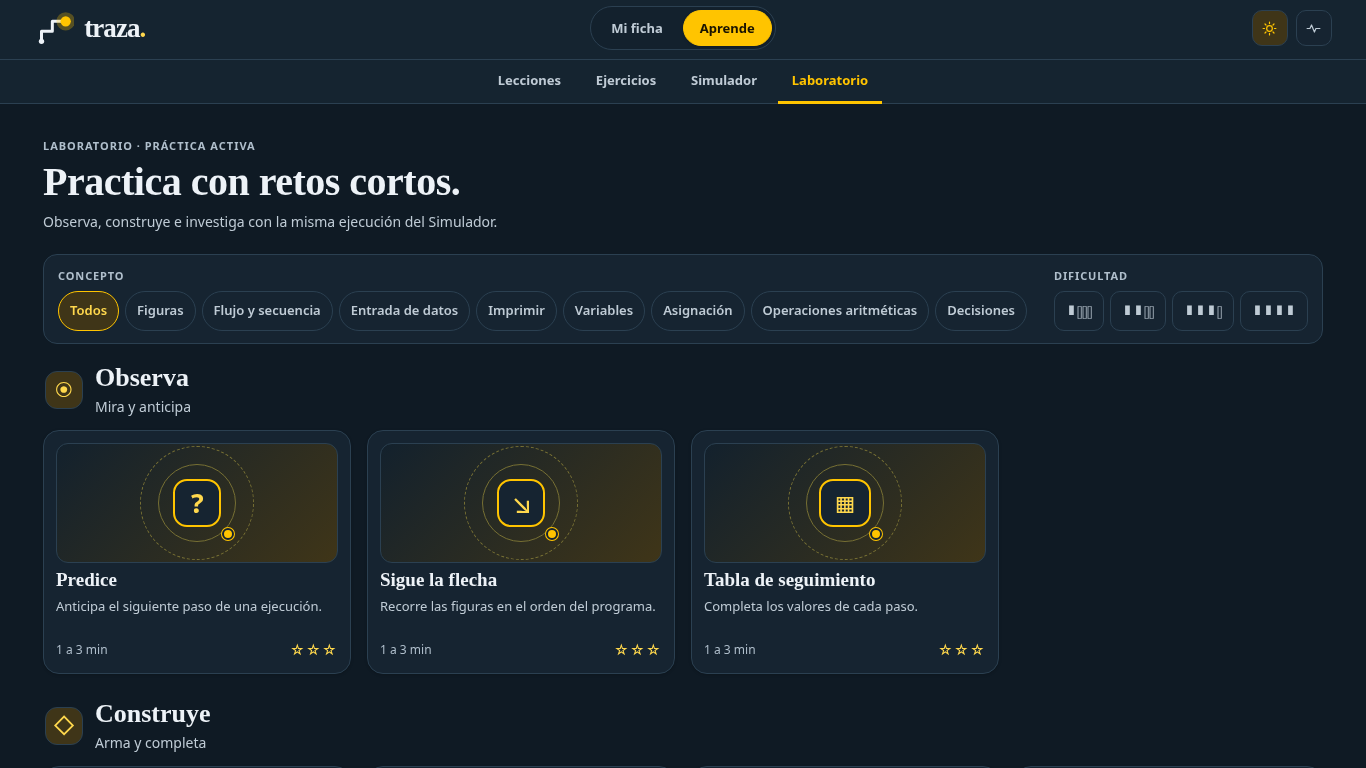 traza.
Mi ficha
Aprende
Lecciones
Ejercicios
Simulador
Laboratorio
LABORATORIO · PRÁCTICA ACTIVA
Practica con retos cortos.
Observa, construye e investiga con la misma ejecución del Simulador.
CONCEPTO
DIFICULTAD
Todos
Figuras
Flujo y secuencia
Entrada de datos
Imprimir
Variables
Asignación
Operaciones aritméticas
Decisiones
Observa
Mira y anticipa
?
Predice
Anticipa el siguiente paso de una ejecución.
1 a 3 min
☆☆☆
Sigue la flecha
Recorre las figuras en el orden del programa.
1 a 3 min
☆☆☆
Tabla de seguimiento
Completa los valores de cada paso.
1 a 3 min
☆☆☆
Construye
Arma y completa